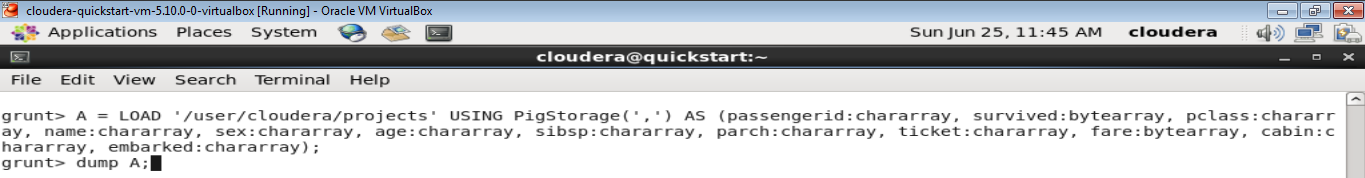 cloudera-quickstart-vm-5.10.0-0-virtualbox [Running] - Oracle VM VirtualBox
Applications Places System Sun Jun 25, 11:45 AM cloudera
cloudera@quickstart:~
File Edit View Search Terminal Help
grunt> A = LOAD '/user/cloudera/projects' USING PigStorage(',') AS (passengerid:chararray, survived:bytearray, pclass:chararr
ay, name:chararray, sex:chararray, age:chararray, sibsp:chararray, parch:chararray, ticket:chararray, fare:bytearray, cabin:c
hararray, embarked:chararray);
grunt> dump A;